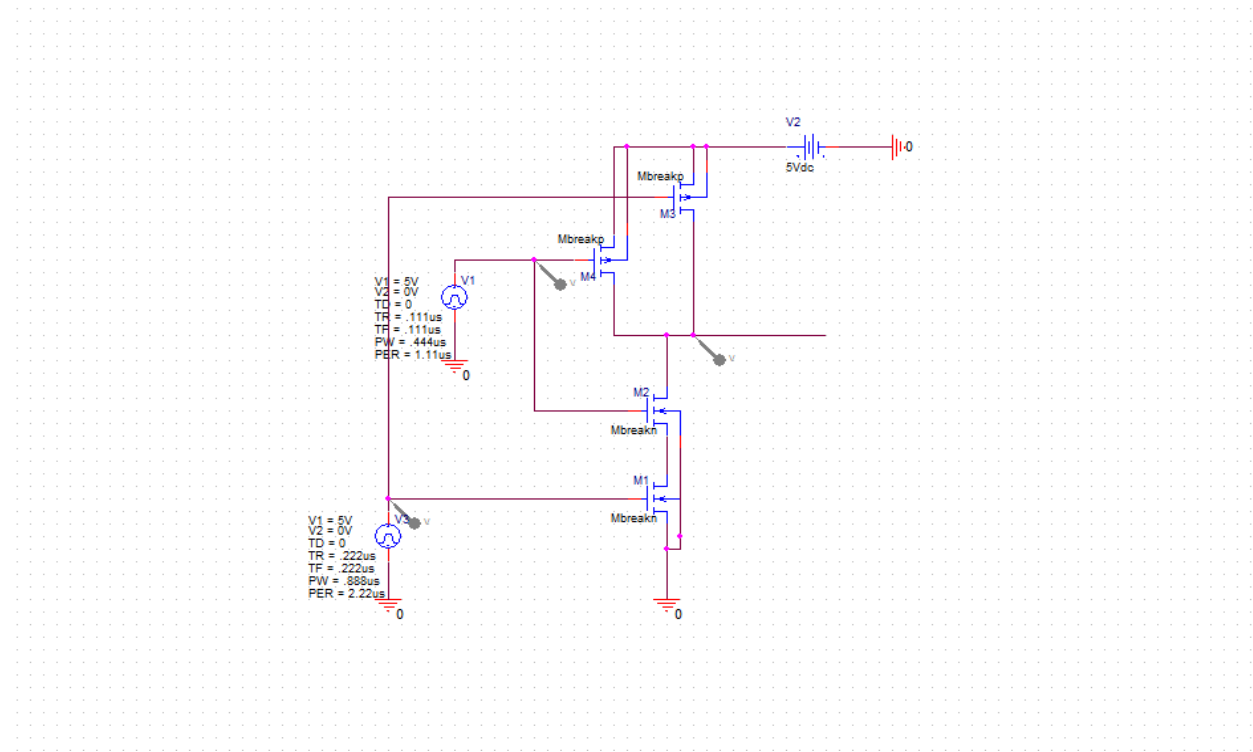 V2
0
5Vdc
Mbreakp
M3
Mbreakp
M4
V1
V1 = 5V
V2 = 0V
TD = 0
TR = .111us
TF = .111us
PW = .444us
PER = 1.11us
0
V
V
M2
Mbreakn
M1
Mbreakn
V3
V
V1 = 5V
V2 = 0V
TD = 0
TR = .222us
TF = .222us
PW = .888us
PER = 2.22us
0
0